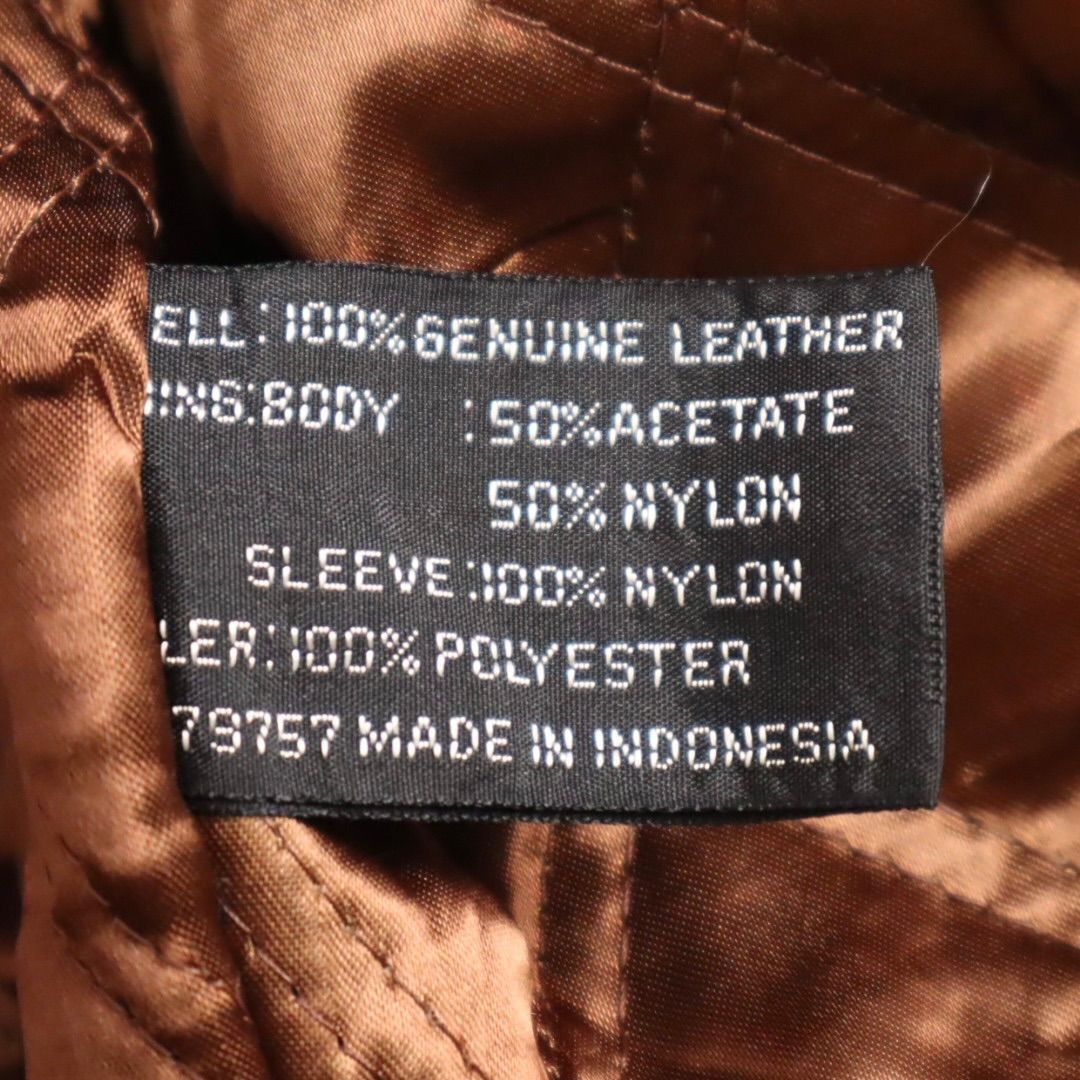 ELL:100%GENUINE LEATHER
ING:BODY :50%ACETATE
50%NYLON
SLEEVE:100%NYLON
LER:100%POLYESTER
79757 MADE IN INDONESIA